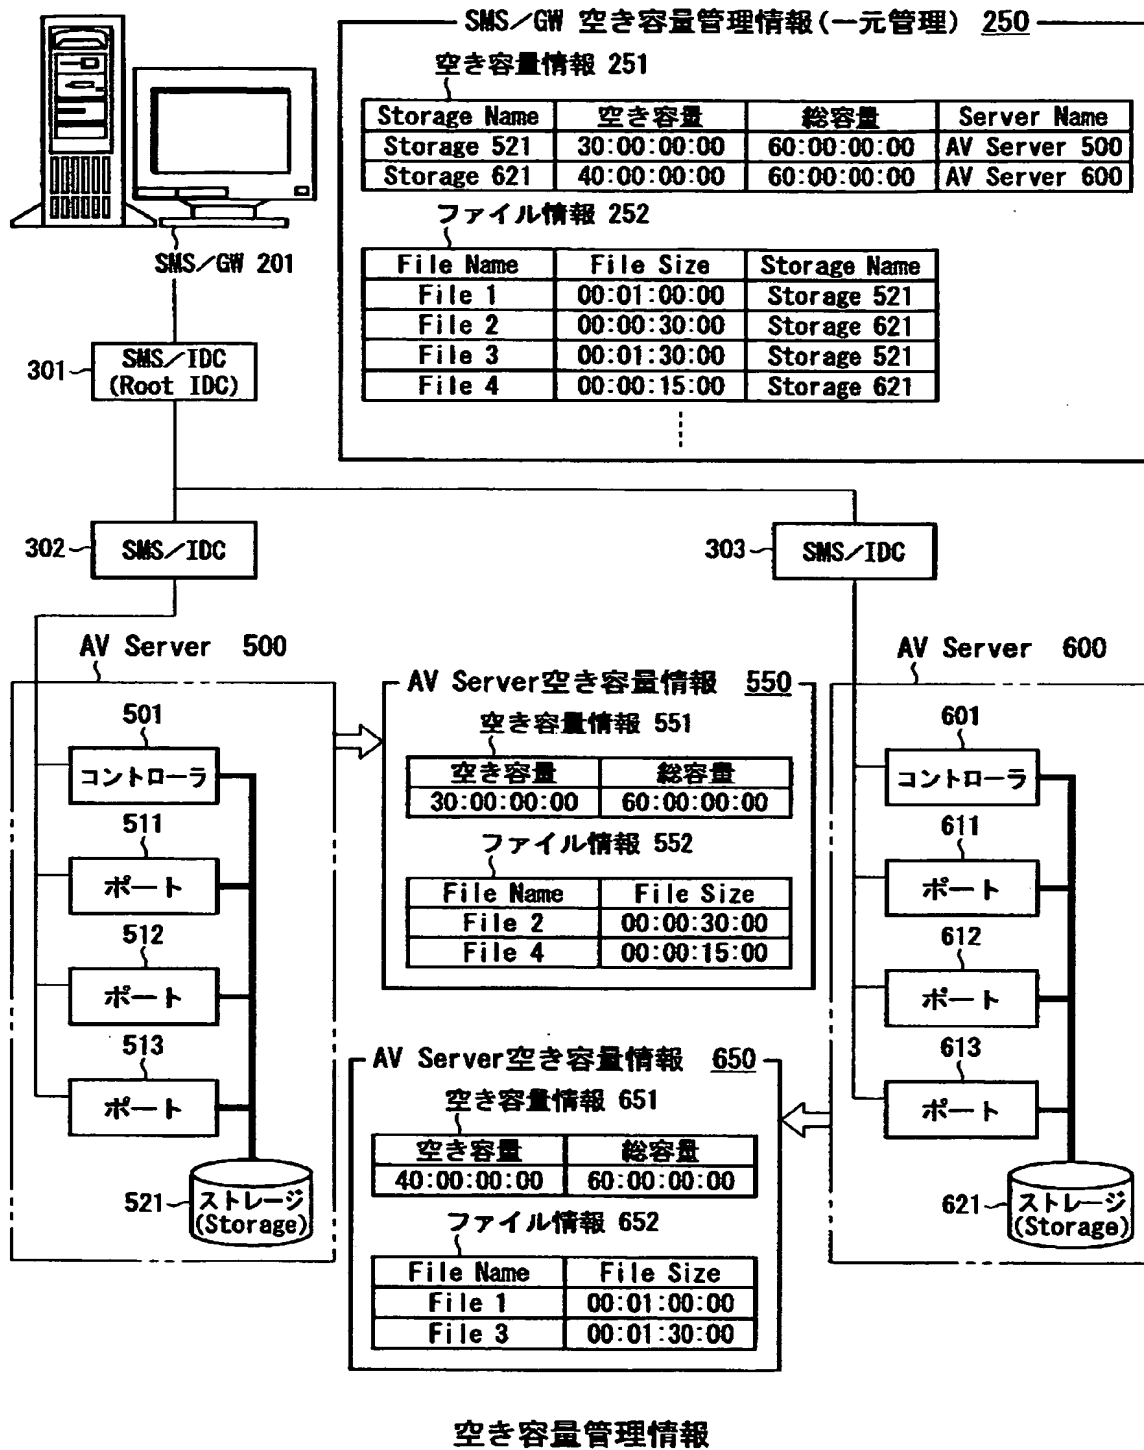 SMS/GW 空き容量管理情報(一元管理) 250
空き容量情報 251
Storage Name 空き容量 総容量 Server Name
Storage 521 30:00:00:00 60:00:00:00 AV Server 500
Storage 621 40:00:00:00 60:00:00:00 AV Server 600
ファイル情報 252
File Name File Size Storage Name
File 1 00:01:00:00 Storage 521
File 2 00:00:30:00 Storage 621
File 3 00:01:30:00 Storage 521
File 4 00:00:15:00 Storage 621
SMS/GW 201
301
SMS/IDC
(Root IDC)
302
SMS/IDC
303
SMS/IDC
AV Server 500
501
コントローラ
511
ポート
512
ポート
513
ポート
521
ストレージ
(Storage)
AV Server空き容量情報 550
空き容量情報 551
空き容量 総容量
30:00:00:00 60:00:00:00
ファイル情報 552
File Name File Size
File 2 00:00:30:00
File 4 00:00:15:00
AV Server空き容量情報 650
空き容量情報 651
空き容量 総容量
40:00:00:00 60:00:00:00
ファイル情報 652
File Name File Size
File 1 00:01:00:00
File 3 00:01:30:00
AV Server 600
601
コントローラ
611
ポート
612
ポート
613
ポート
621
ストレージ
(Storage)
空き容量管理情報